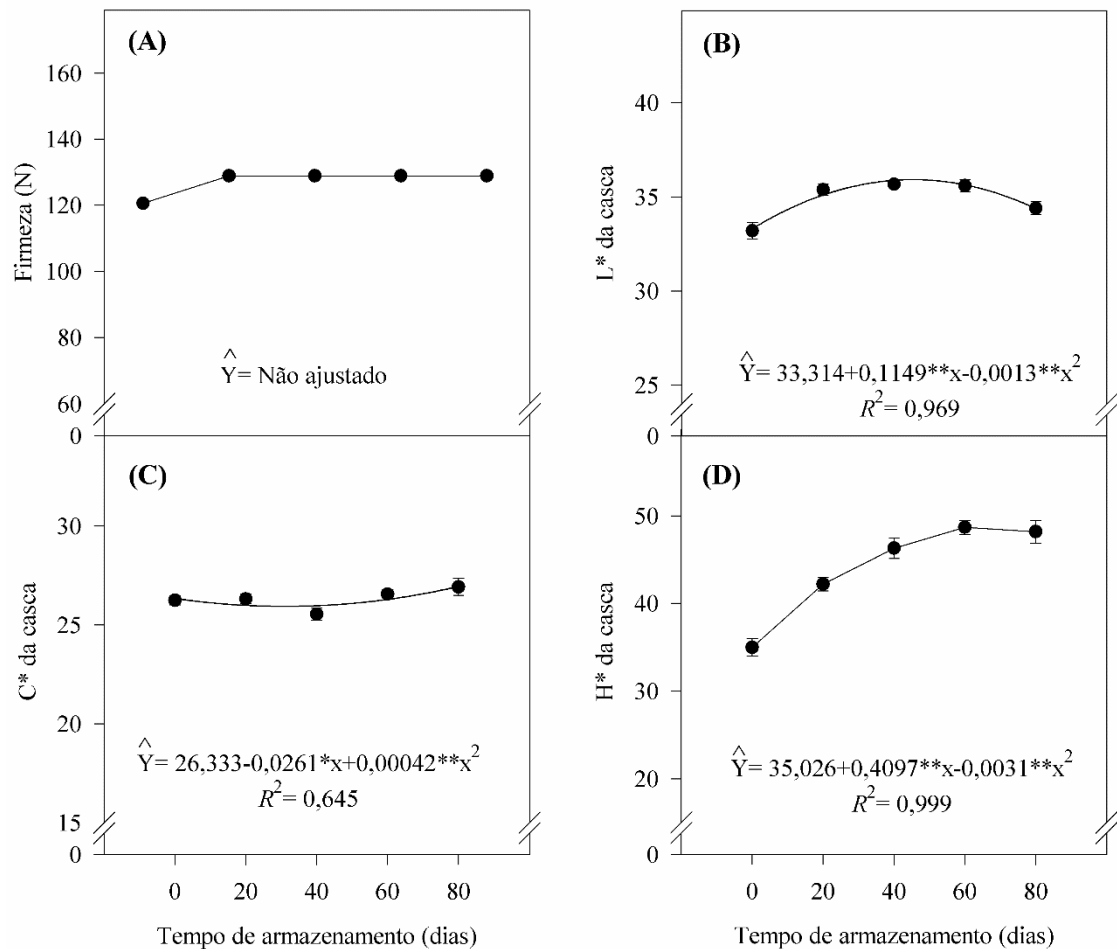 (A)
160
140
120
100
80
60
0
Firmeza (N)
^
Y= Não ajustado
(B)
40
35
30
25
0
L* da casca
^
Y= 33,314+0,1149**x-0,0013**x²
R²= 0,969
(C)
30
25
20
15
0
C* da casca
^
Y= 26,333-0,0261*x+0,00042**x²
R²= 0,645
0 20 40 60 80
Tempo de armazenamento (dias)
(D)
50
40
30
20
0
H* da casca
^
Y= 35,026+0,4097**x-0,0031**x²
R²= 0,999
0 20 40 60 80
Tempo de armazenamento (dias)